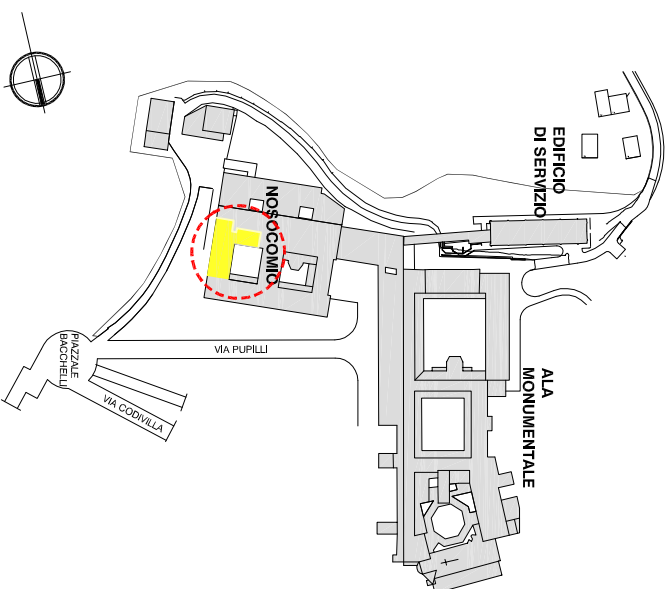 EDIFICIO
DI SERVIZIO
NOSOCOMIO
VIA PUPILLI
PIAZZALE
BACCHELLI
VIA CODIVILLA
ALA
MONUMENTALE